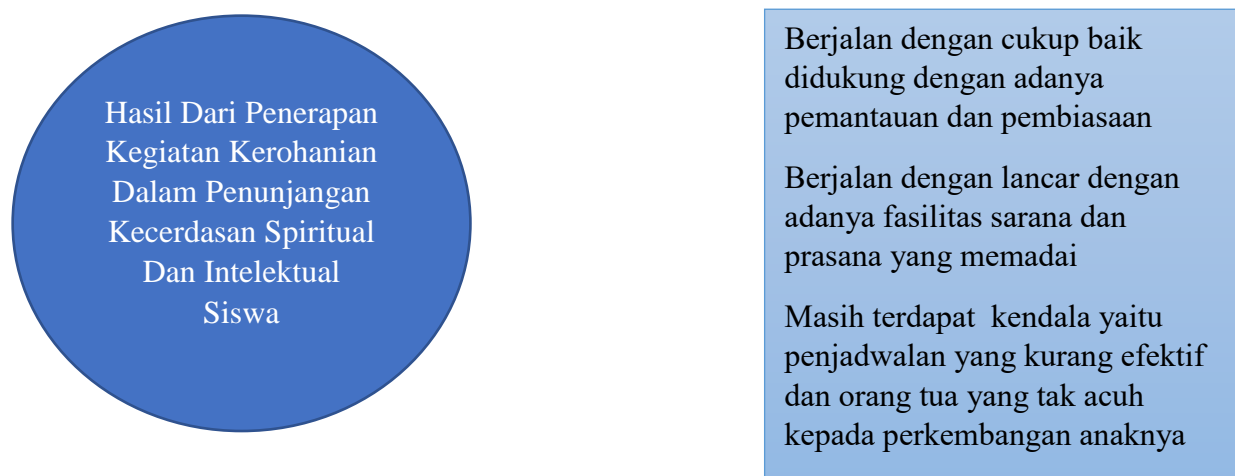 Hasil Dari Penerapan
Kegiatan Kerohanian
Dalam Penunjangan
Kecerdasan Spiritual
Dan Intelektual
Siswa
Berjalan dengan cukup baik
didukung dengan adanya
pemantauan dan pembiasaan
Berjalan dengan lancar dengan
adanya fasilitas sarana dan
prasana yang memadai
Masih terdapat kendala yaitu
penjadwalan yang kurang efektif
dan orang tua yang tak acuh
kepada perkembangan anaknya